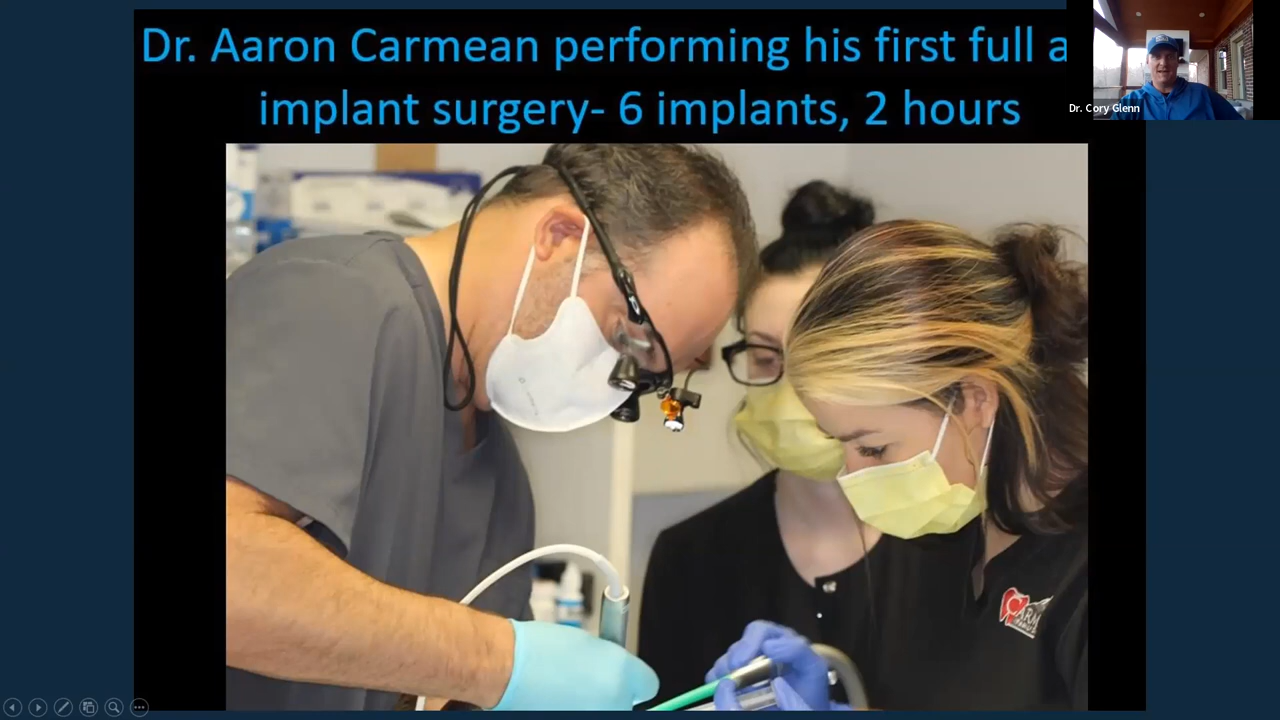 Dr. Aaron Carmean performing his first full a
implant surgery- 6 implants, 2 hours
Dr. Cory Glenn